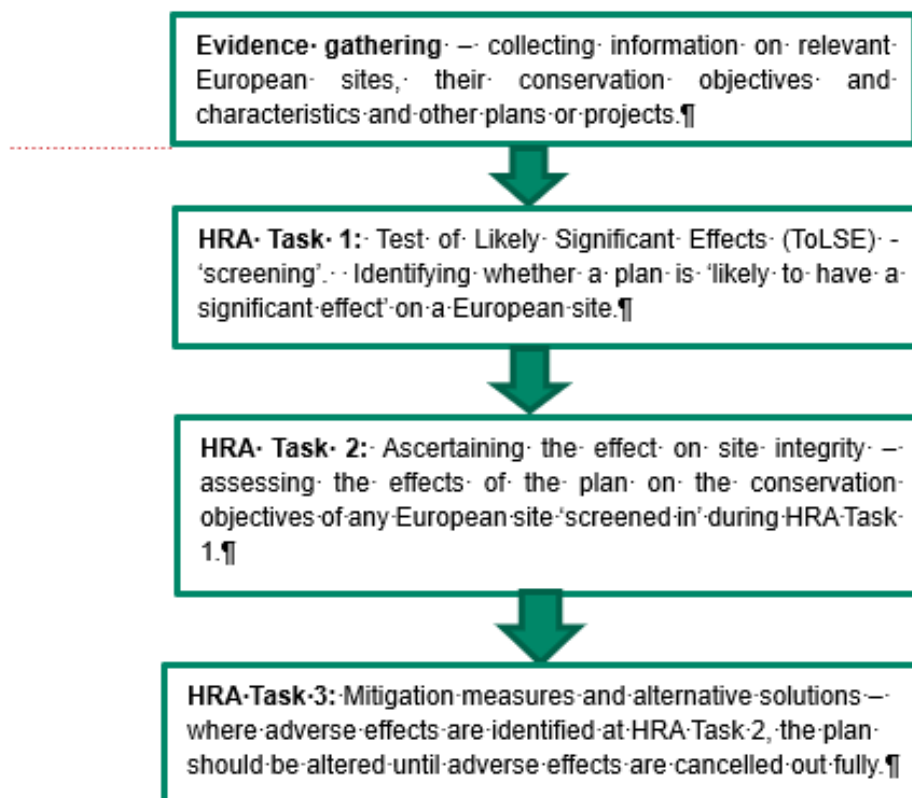 Evidence gathering – collecting information on relevant
European sites, their conservation objectives and
characteristics and other plans or projects.¶
HRA Task 1: Test of Likely Significant Effects (ToLSE) -
‘screening’. Identifying whether a plan is ‘likely to have a
significant effect’ on a European site.¶
HRA Task 2: Ascertaining the effect on site integrity –
assessing the effects of the plan on the conservation
objectives of any European site ‘screened in’ during HRA Task
1.¶
HRA Task 3: Mitigation measures and alternative solutions –
where adverse effects are identified at HRA Task 2, the plan
should be altered until adverse effects are cancelled out fully.¶